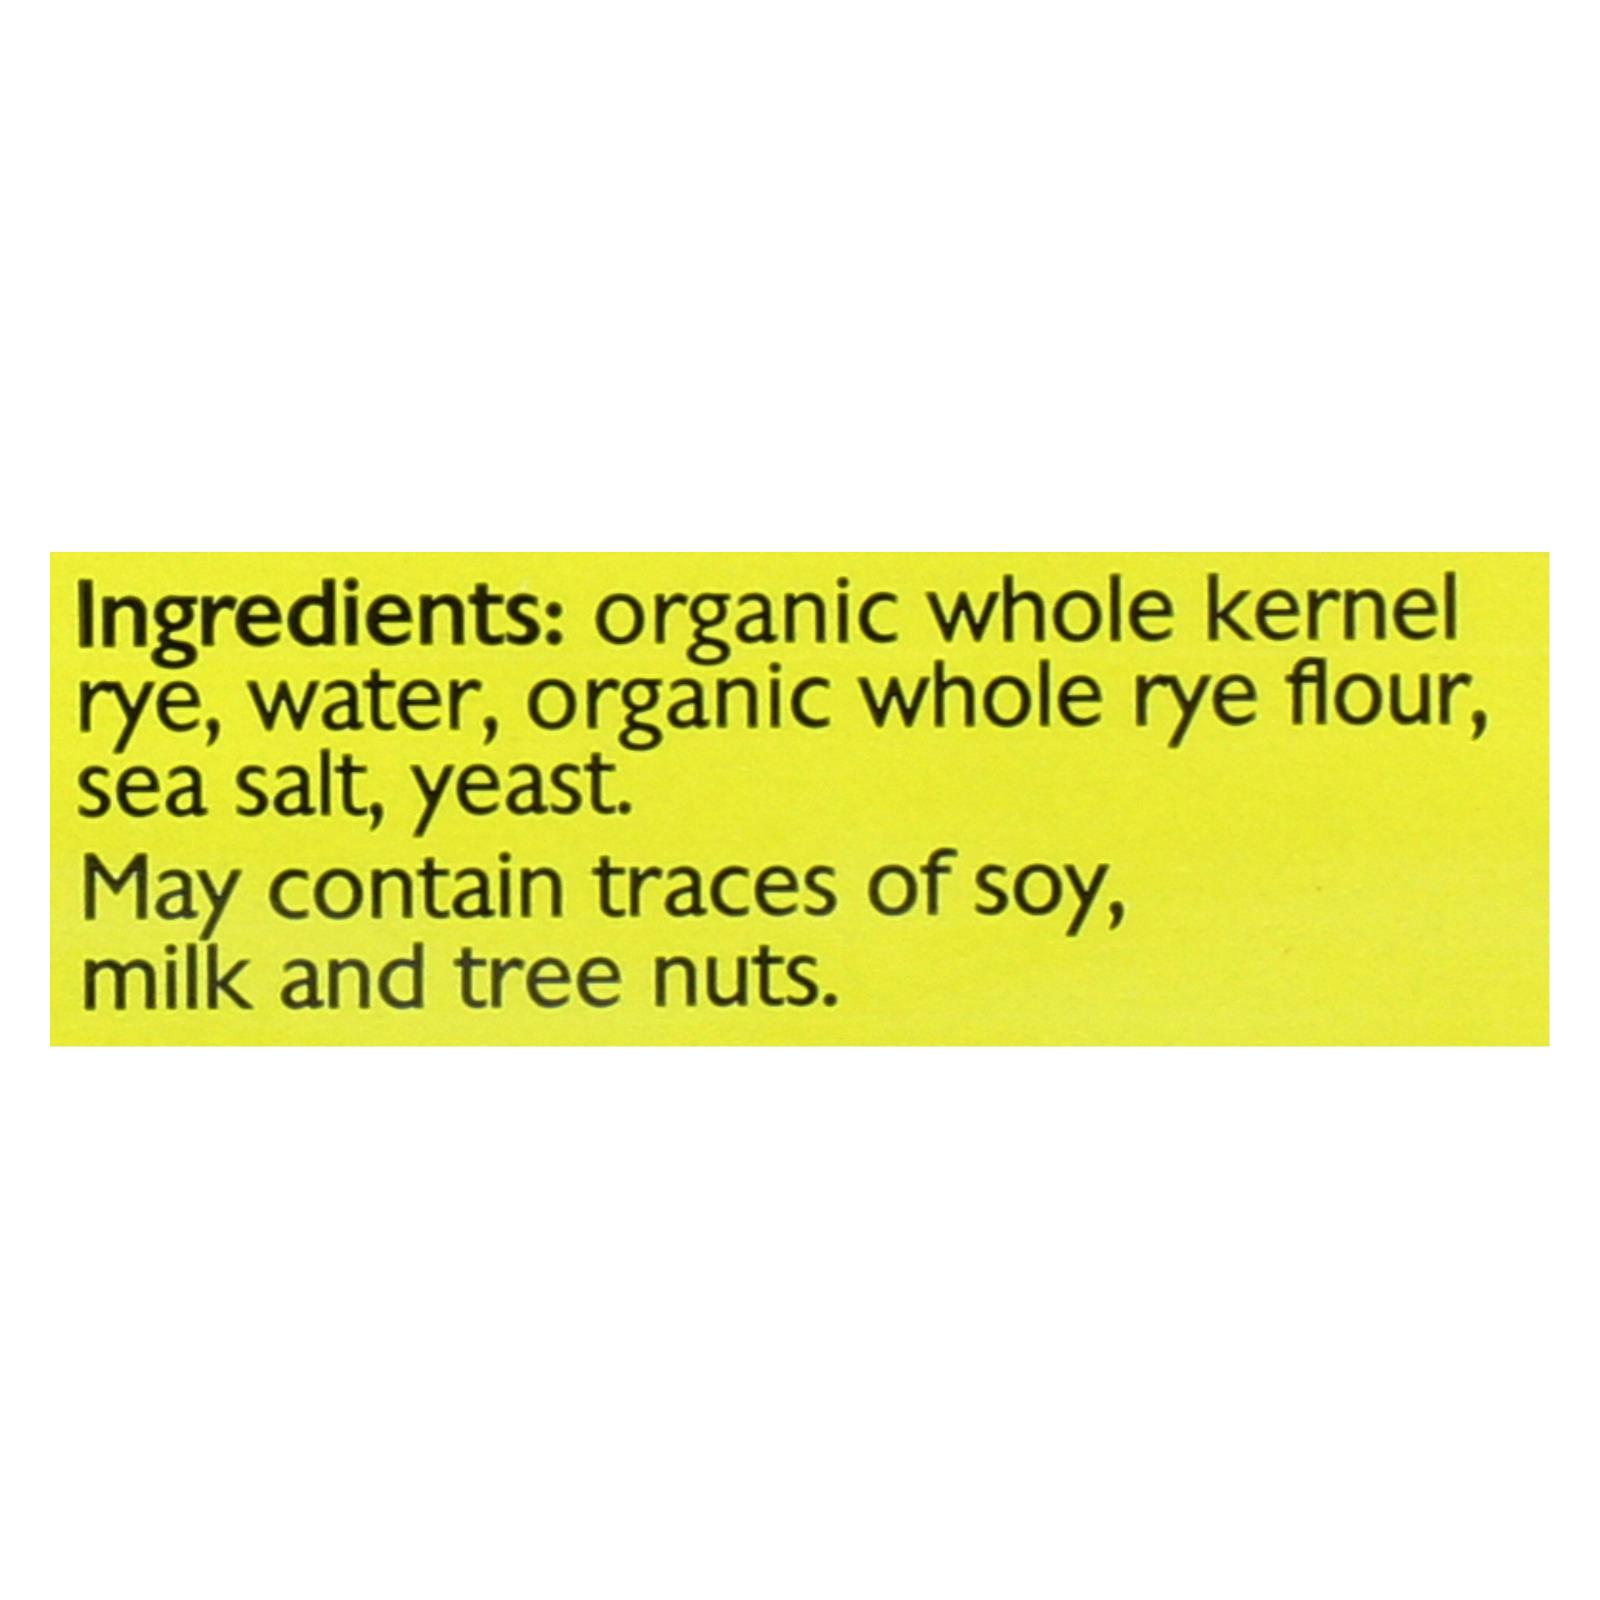 Ingredients: organic whole kernel
rye, water, organic whole rye flour,
sea salt, yeast.
May contain traces of soy,
milk and tree nuts.